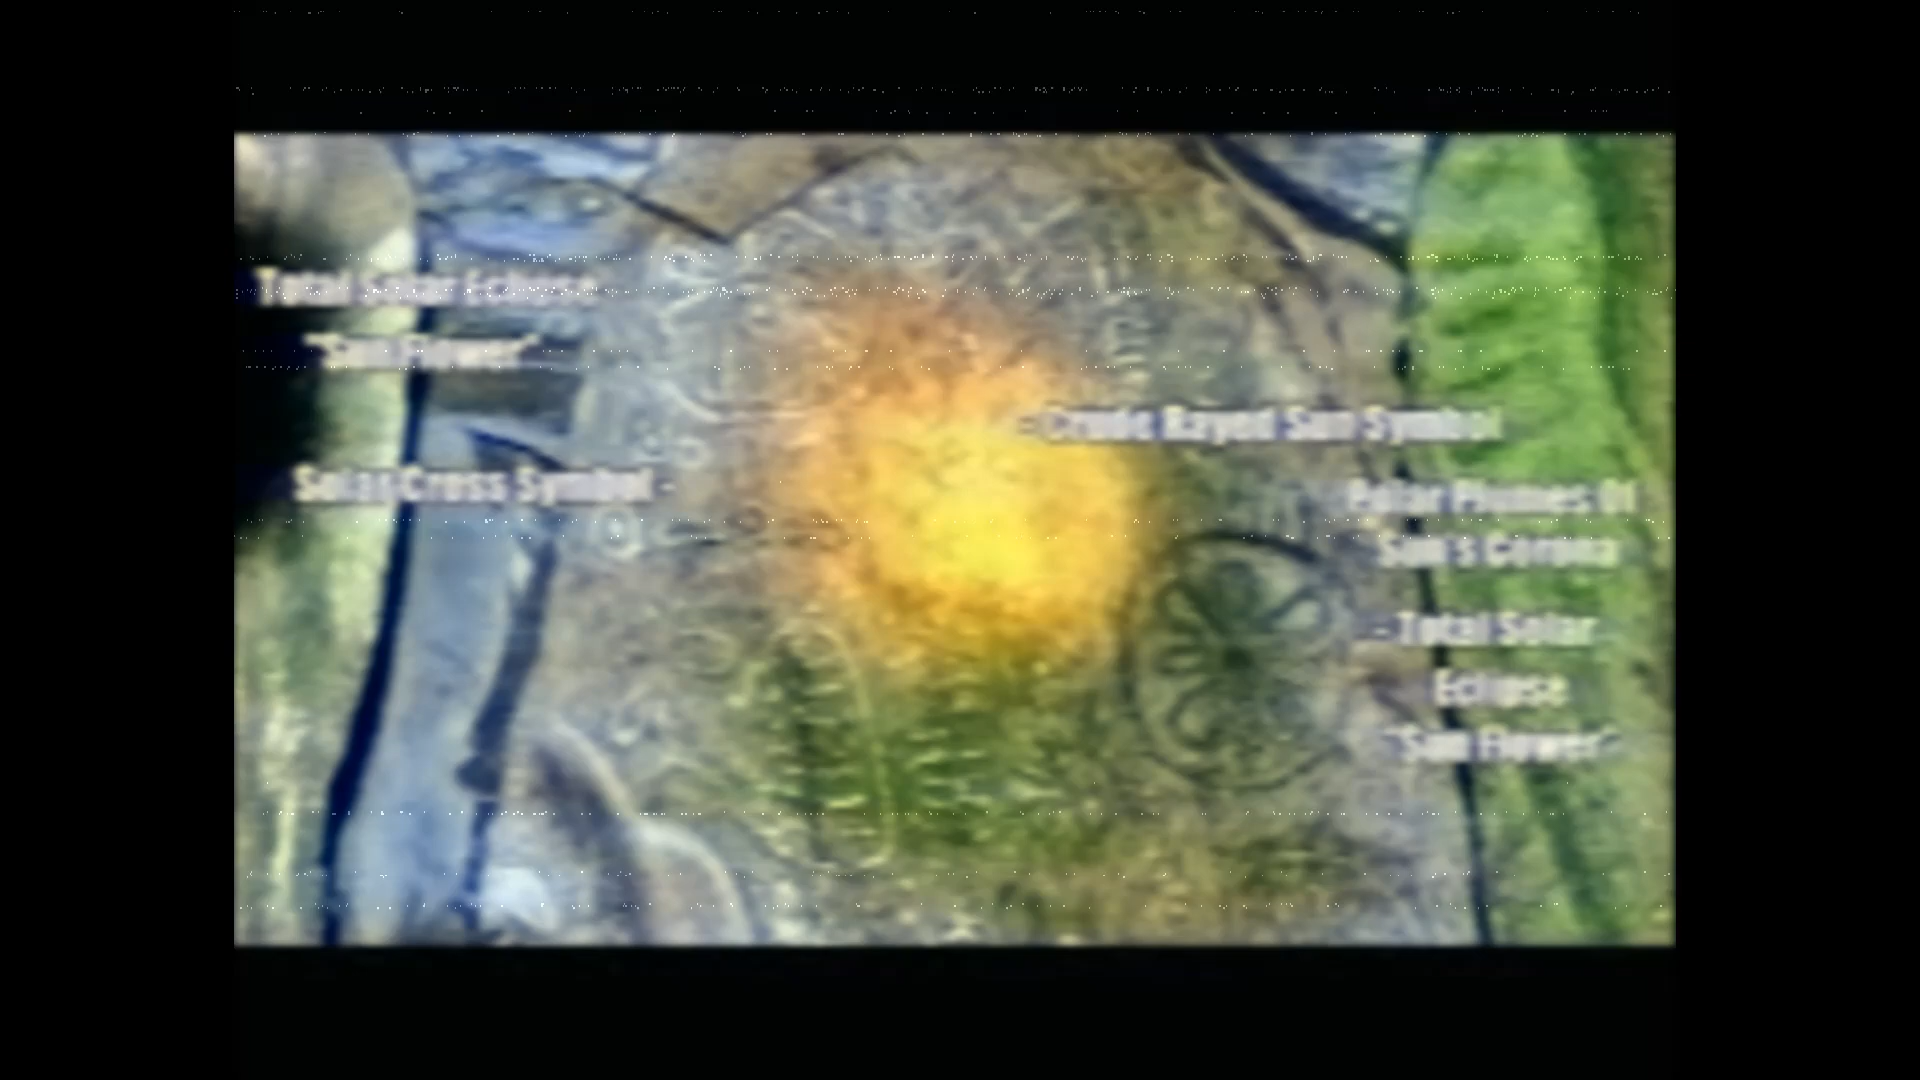 Total Solar Eclipse
"Sun Flower"
- Crude Rayed Sun Symbol
Solar Cross Symbol -
Polar Plumes Of
Sun's Corona
- Total Solar
Eclipse
"Sun Flower"